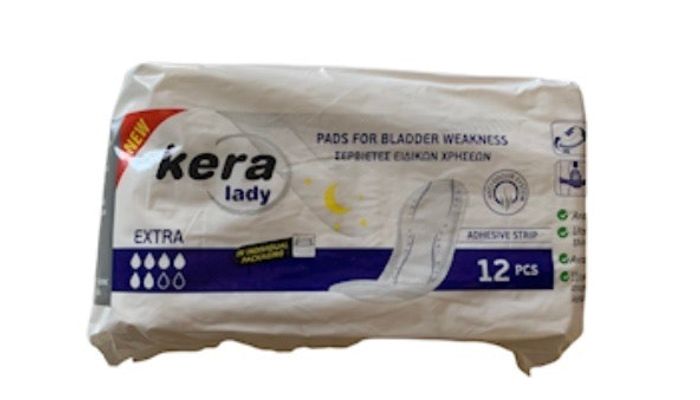 NEW
kera
lady
PADS FOR BLADDER WEAKNESS
ΣΕΡΒΙΕΤΕΣ ΕΙΔΙΚΩΝ ΧΡΗΣΕΩΝ
EXTRA
IN INDIVIDUAL
PACKAGING
ADHESIVE STRIP
12 PCS